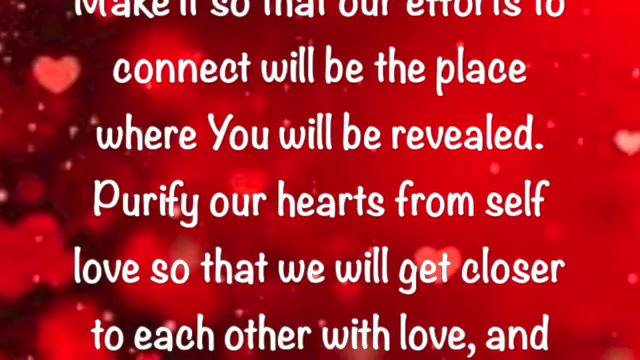 Make it so that our efforts to
connect will be the place
where You will be revealed.
Purify our hearts from self
love so that we will get closer
to each other with love, and